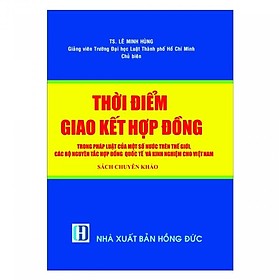 TS. LÊ MINH HÙNG
Giảng viên Trường Đại học Luật Thành phố Hồ Chí Minh
Chủ biên
THỜI ĐIỂM
GIAO KẾT HỢP ĐỒNG
TRONG PHÁP LUẬT CỦA MỘT SỐ NƯỚC TRÊN THẾ GIỚI,
CÁC BỘ NGUYÊN TẮC HỢP ĐỒNG QUỐC TẾ VÀ KINH NGHIỆM CHO VIỆT NAM
SÁCH CHUYÊN KHẢO
NHÀ XUẤT BẢN HỒNG ĐỨC